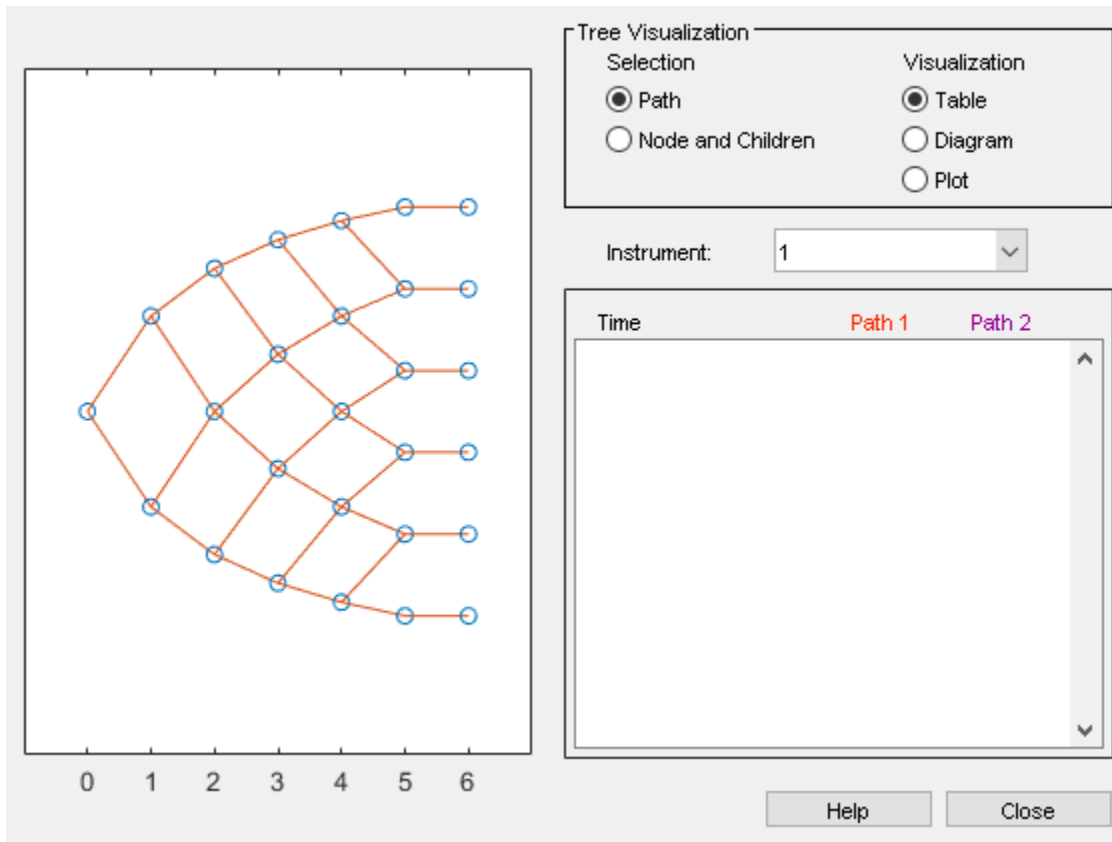 Tree Visualization
Selection
Visualization
Path
Table
Node and Children
Diagram
Plot
Instrument:
1
Time
Path 1
Path 2
0 1 2 3 4 5 6
Help
Close